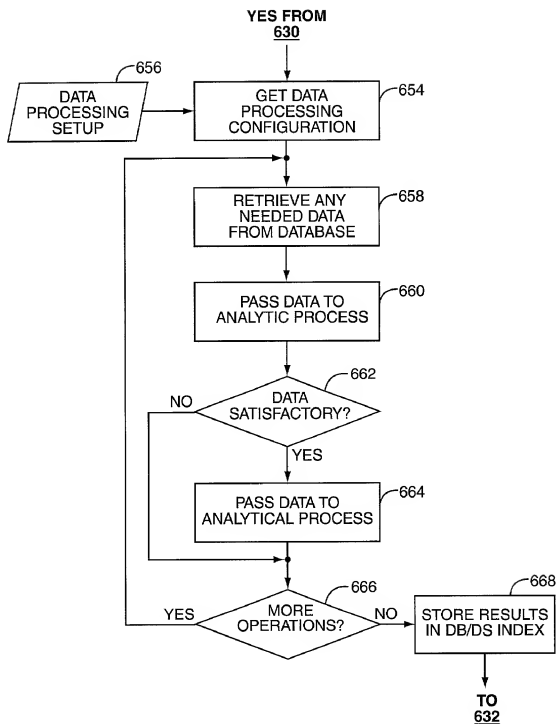 YES FROM
630
656
DATA
PROCESSING
SETUP
654
GET DATA
PROCESSING
CONFIGURATION
658
RETRIEVE ANY
NEEDED DATA
FROM DATABASE
660
PASS DATA TO
ANALYTIC PROCESS
662
NO
DATA
SATISFACTORY?
YES
664
PASS DATA TO
ANALYTICAL PROCESS
666
YES
MORE
OPERATIONS?
NO
668
STORE RESULTS
IN DB/DS INDEX
TO
632